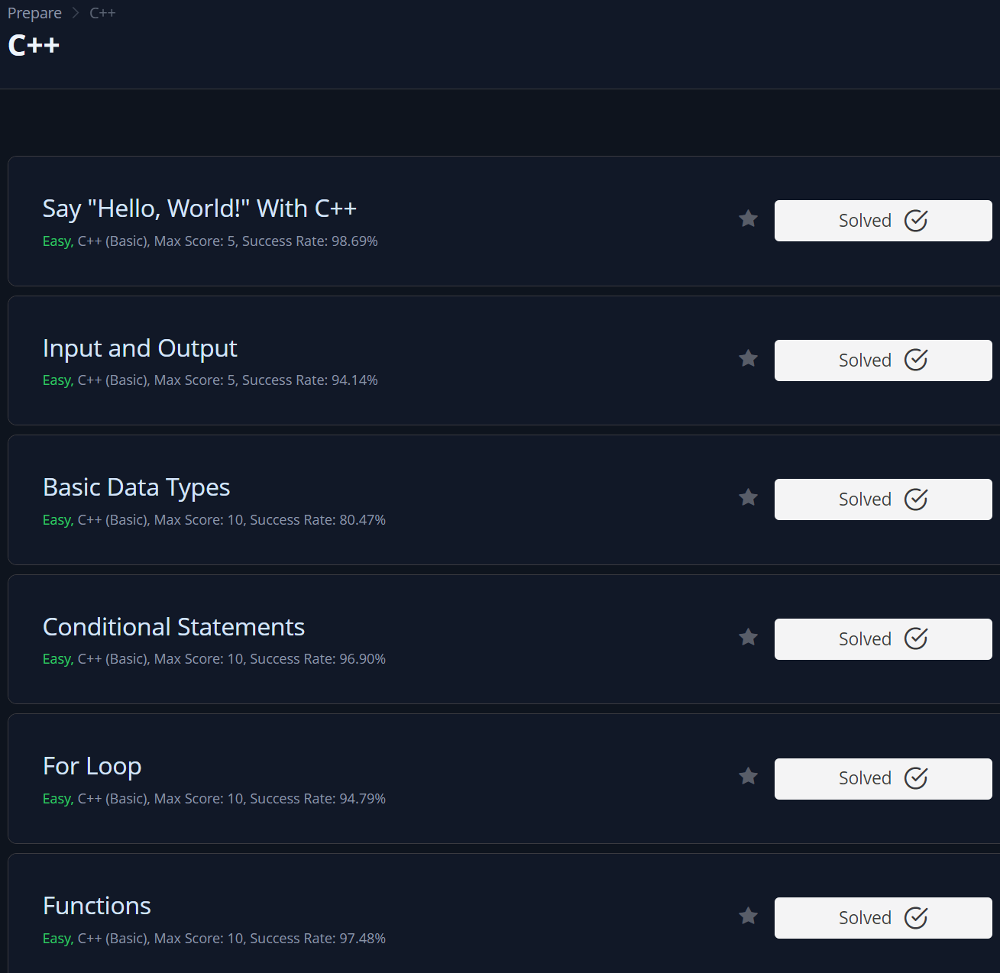 Prepare > C++
C++
Say "Hello, World!" With C++
Easy, C++ (Basic), Max Score: 5, Success Rate: 98.69%
Solved
Input and Output
Easy, C++ (Basic), Max Score: 5, Success Rate: 94.14%
Solved
Basic Data Types
Easy, C++ (Basic), Max Score: 10, Success Rate: 80.47%
Solved
Conditional Statements
Easy, C++ (Basic), Max Score: 10, Success Rate: 96.90%
Solved
For Loop
Easy, C++ (Basic), Max Score: 10, Success Rate: 94.79%
Solved
Functions
Easy, C++ (Basic), Max Score: 10, Success Rate: 97.48%
Solved